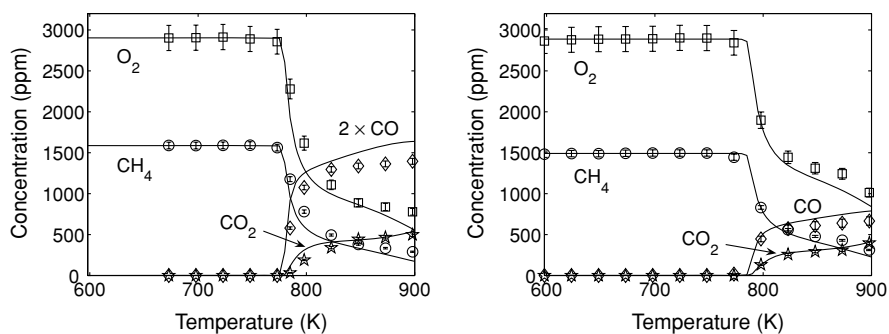 3000
2500
2000
1500
1000
500
0
600
700
800
900
Concentration (ppm)
Temperature (K)
O2
CH4
2 × CO
CO2
3000
2500
2000
1500
1000
500
0
600
700
800
900
Concentration (ppm)
Temperature (K)
O2
CH4
CO
CO2